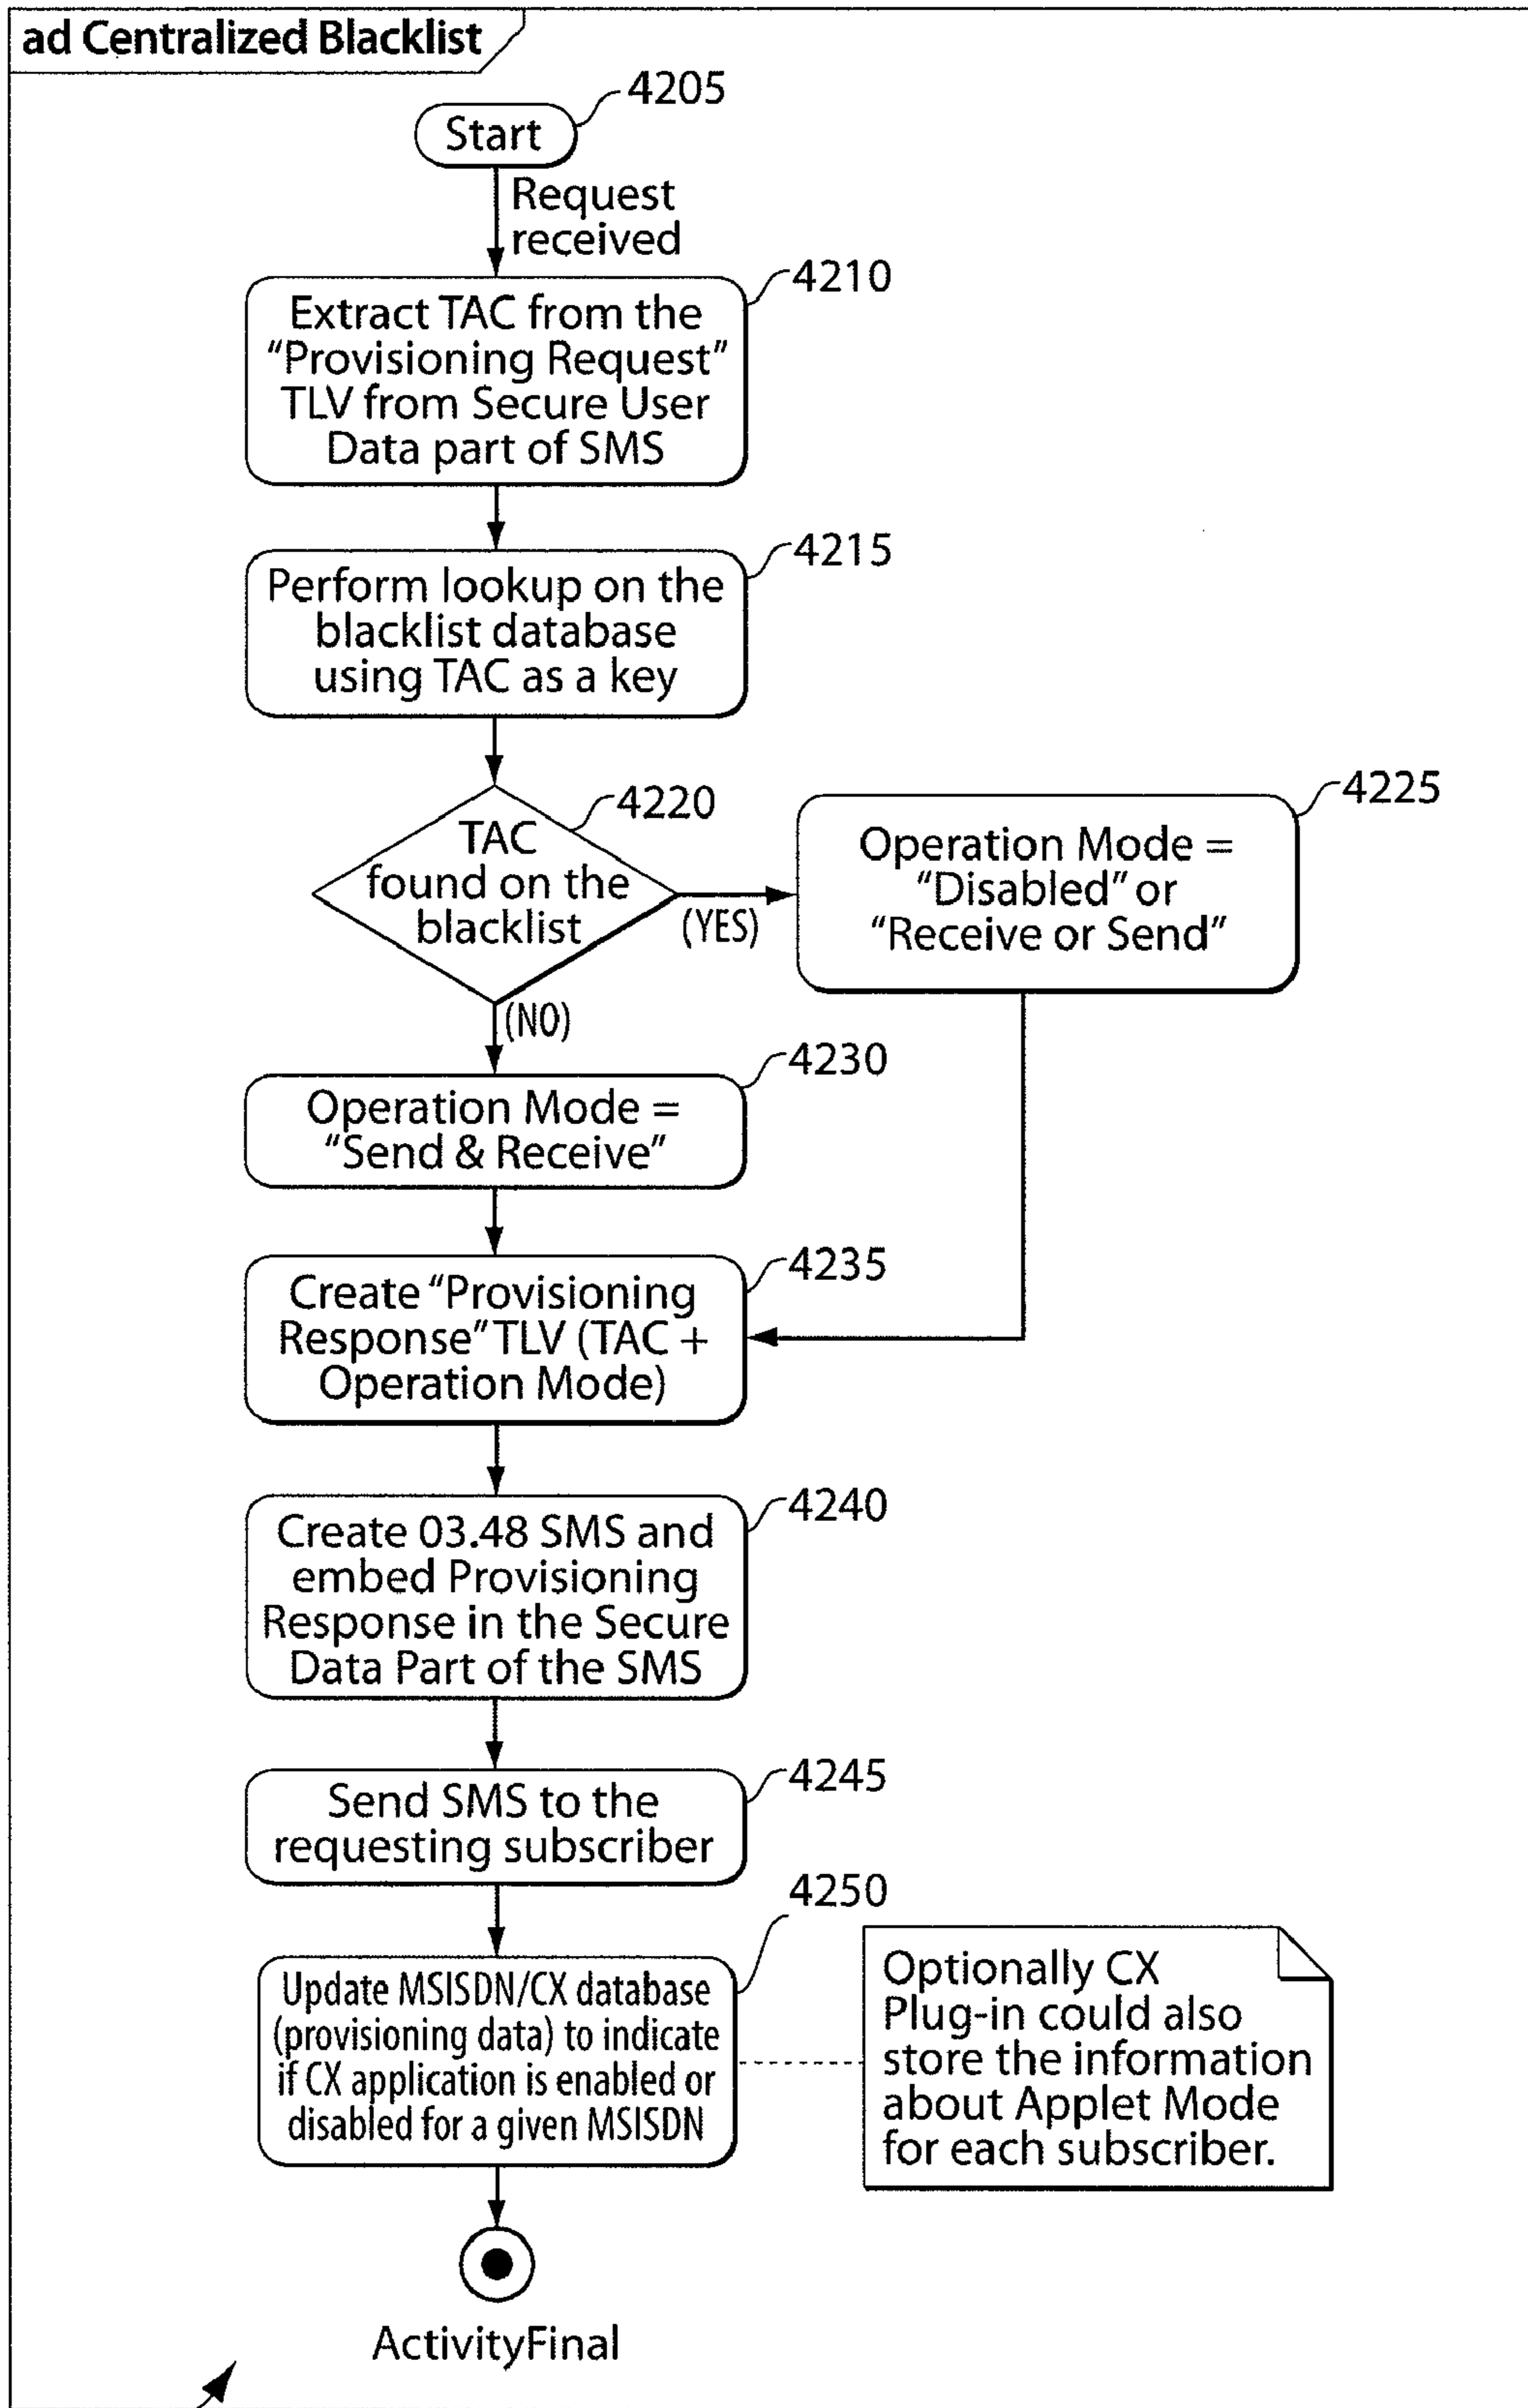 ad Centralized Blacklist
4205
Start
Request
received
4210
Extract TAC from the
“Provisioning Request”
TLV from Secure User
Data part of SMS
4215
Perform lookup on the
blacklist database
using TAC as a key
4220
TAC
found on the
blacklist
(YES)
4225
Operation Mode =
“Disabled” or
“Receive or Send”
(NO)
4230
Operation Mode =
“Send & Receive”
4235
Create “Provisioning
Response” TLV (TAC +
Operation Mode)
4240
Create 03.48 SMS and
embed Provisioning
Response in the Secure
Data Part of the SMS
4245
Send SMS to the
requesting subscriber
4250
Update MSISDN/CX database
(provisioning data) to indicate
if CX application is enabled or
disabled for a given MSISDN
Optionally CX
Plug-in could also
store the information
about Applet Mode
for each subscriber.
ActivityFinal